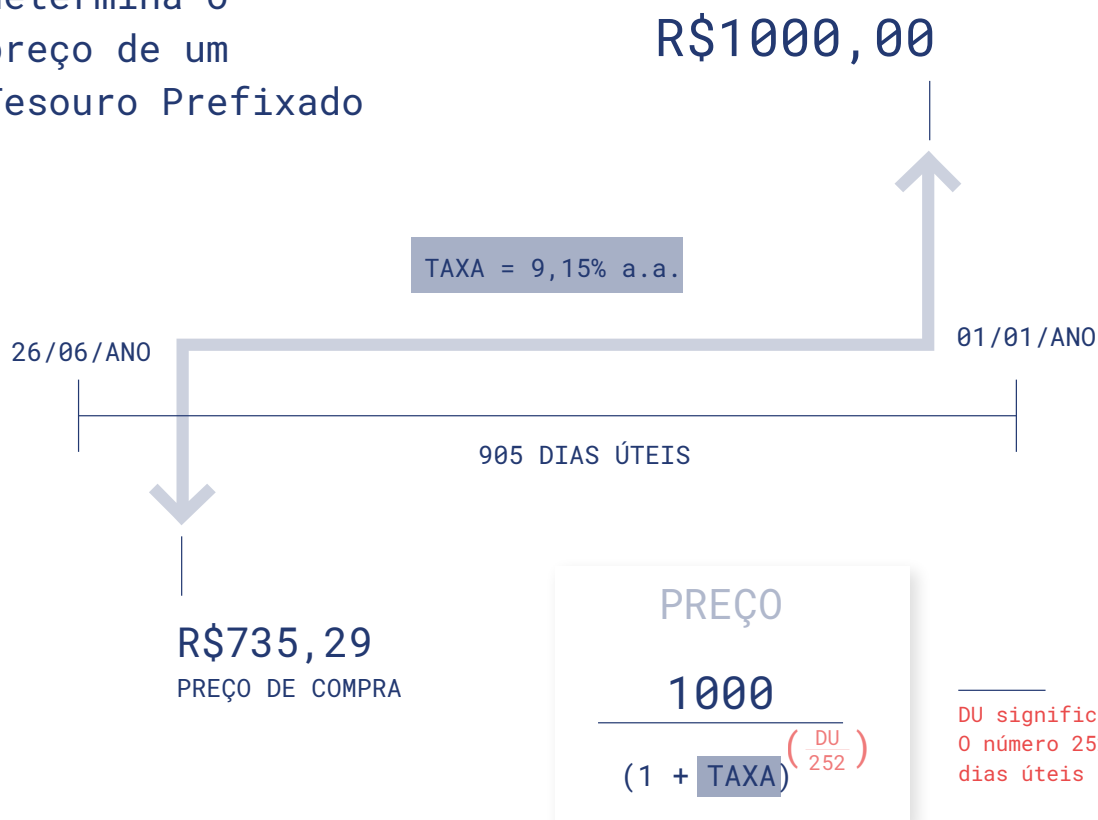 preço de um
Tesouro Prefixado
R$1000,00
TAXA = 9,15% a.a.
26/06/ANO
01/01/ANO
905 DIAS ÚTEIS
R$735,29
PREÇO DE COMPRA
PREÇO
1000
(1 + TAXA)
(DU
252)
DU signific
O número 25
dias úteis